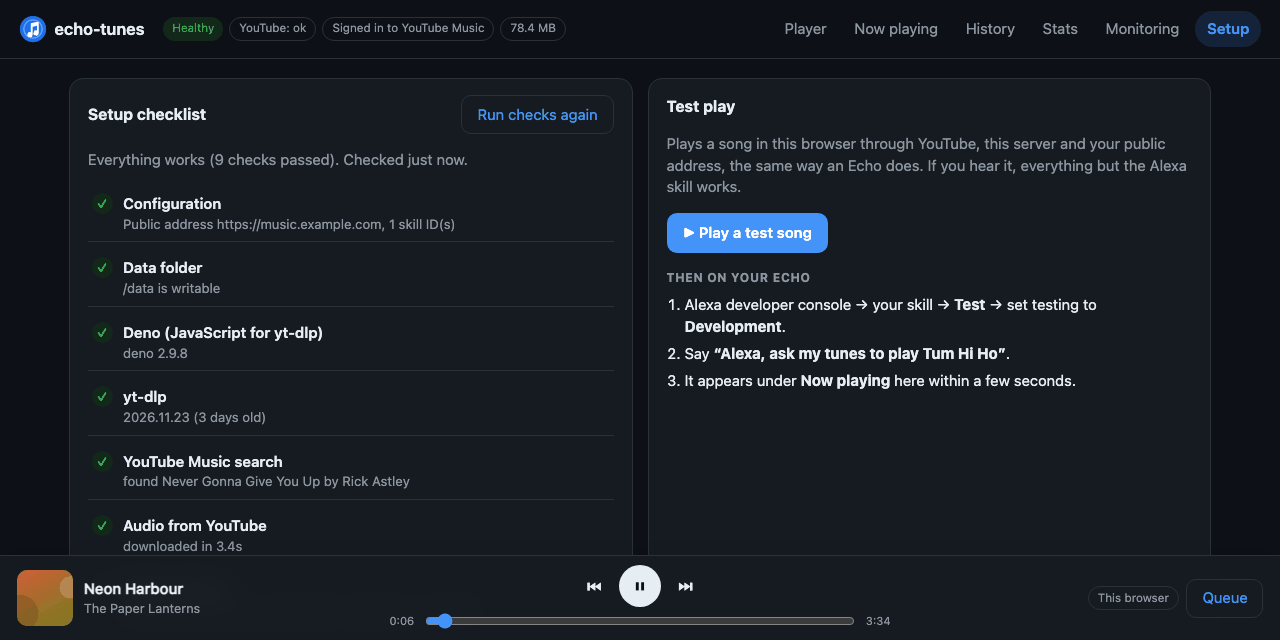 echo-tunes
Healthy
YouTube: ok
Signed in to YouTube Music
78.4 MB
Player
Now playing
History
Stats
Monitoring
Setup
Setup checklist
Run checks again
Everything works (9 checks passed). Checked just now.
Configuration
Public address https://music.example.com, 1 skill ID(s)
Data folder
/data is writable
Deno (JavaScript for yt-dlp)
deno 2.9.8
yt-dlp
2026.11.23 (3 days old)
YouTube Music search
found Never Gonna Give You Up by Rick Astley
Audio from YouTube
downloaded in 3.4s
Test play
Plays a song in this browser through YouTube, this server and your public
address, the same way an Echo does. If you hear it, everything but the Alexa
skill works.
Play a test song
THEN ON YOUR ECHO
1. Alexa developer console → your skill → Test → set testing to
Development.
2. Say “Alexa, ask my tunes to play Tum Hi Ho”.
3. It appears under Now playing here within a few seconds.
Neon Harbour
The Paper Lanterns
0:06
3:34
This browser
Queue